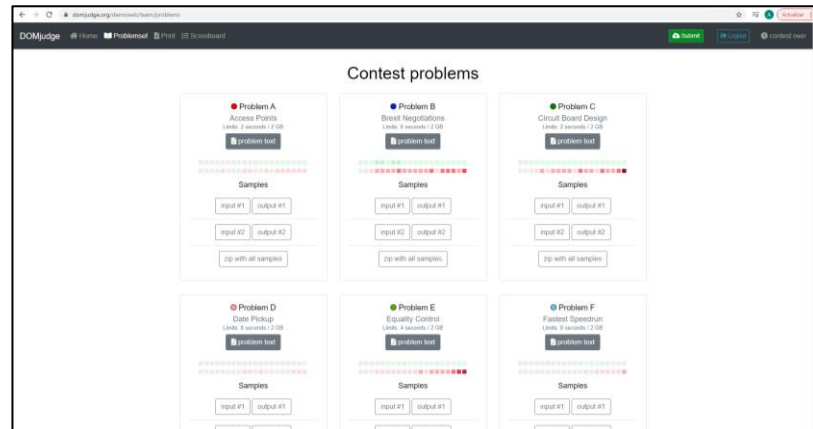 domjudge.org/demoweb/team/problems
Actualizar
DOMjudge Home Problemset Print Scoreboard Submit Logout contest over
Contest problems
Problem A
Access Points
Limits: 2 seconds / 2 GB
problem text
Samples
input #1 output #1
input #2 output #2
zip with all samples
Problem B
Brexit Negotiations
Limits: 6 seconds / 2 GB
problem text
Samples
input #1 output #1
input #2 output #2
zip with all samples
Problem C
Circuit Board Design
Limits: 2 seconds / 2 GB
problem text
Samples
input #1 output #1
input #2 output #2
zip with all samples
Problem D
Date Pickup
Limits: 8 seconds / 2 GB
problem text
Samples
input #1 output #1
Problem E
Equality Control
Limits: 4 seconds / 2 GB
problem text
Samples
input #1 output #1
Problem F
Fastest Speedrun
Limits: 8 seconds / 2 GB
problem text
Samples
input #1 output #1